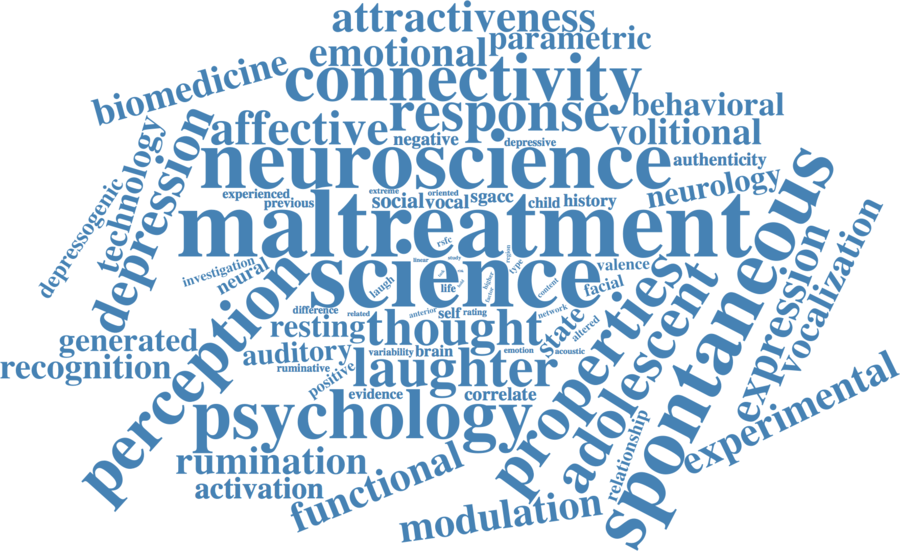 attractiveness
emotional
parametric
connectivity
biomedicine
response
behavioral
affective
volitional
negative
depressive
technology
depression
neuroscience
authenticity
depressogenic
experienced
extreme
oriented
neurology
previous
social
vocal
sgacc
child
history
maltreatment
spontaneous
rsfc
region
linear
study
type
investigation
neural
science
valence
laugh
life
higher
factor
content
facial
perception
difference
related
anterior
self
rating
network
altered
properties
adolescent
expression
vocalization
generated
resting
thought
state
recognition
auditory
variability
brain
emotion
acoustic
ruminative
positive
laughter
evidence
correlate
psychology
relationship
experimental
rumination
activation
functional
modulation